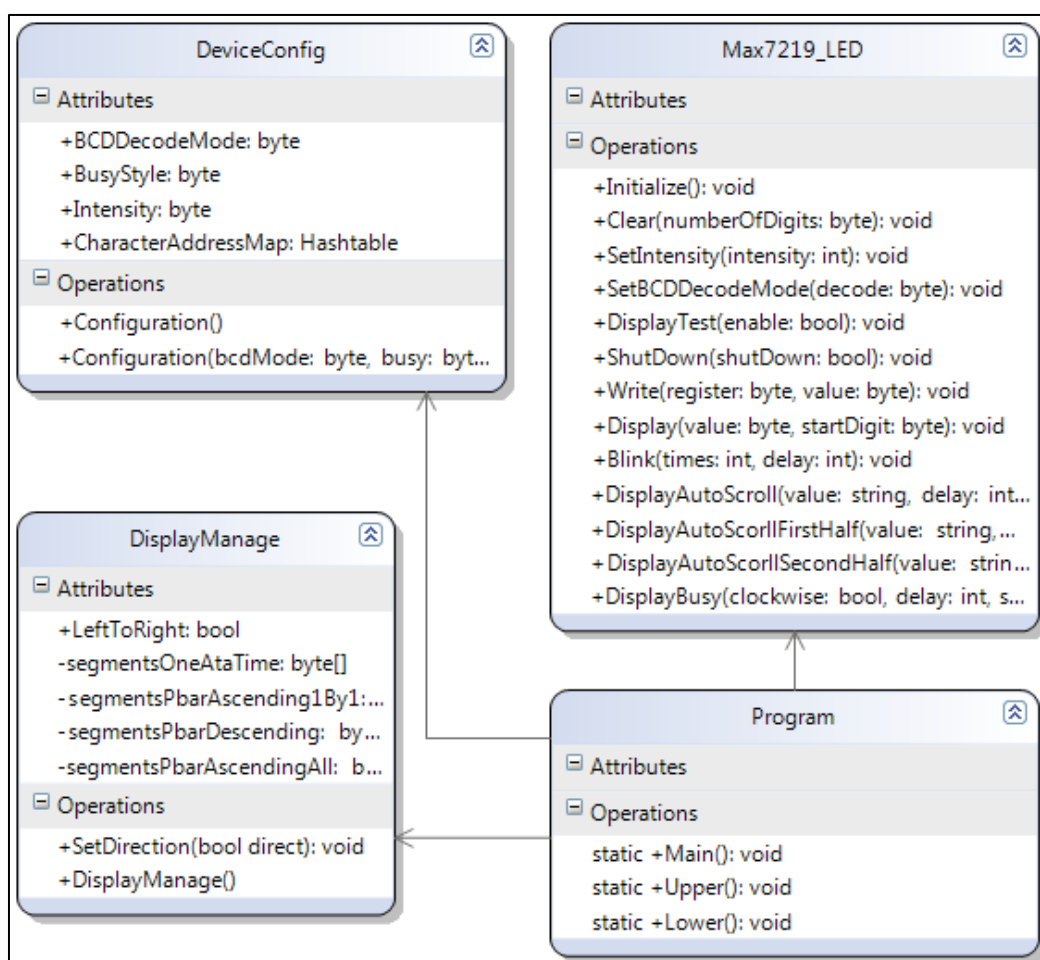 DeviceConfig
Attributes
+BCDDecodeMode: byte
+BusyStyle: byte
+Intensity: byte
+CharacterAddressMap: Hashtable
Operations
+Configuration()
+Configuration(bcdMode: byte, busy: byt...
Max7219_LED
Attributes
Operations
+Initialize(): void
+Clear(numberOfDigits: byte): void
+SetIntensity(intensity: int): void
+SetBCDDecodeMode(decode: byte): void
+DisplayTest(enable: bool): void
+ShutDown(shutDown: bool): void
+Write(register: byte, value: byte): void
+Display(value: byte, startDigit: byte): void
+Blink(times: int, delay: int): void
+DisplayAutoScroll(value: string, delay: int...
+DisplayAutoScorllFirstHalf(value: string,...
+DisplayAutoScorllSecondHalf(value: strin...
+DisplayBusy(clockwise: bool, delay: int, s...
DisplayManage
Attributes
+LeftToRight: bool
-segmentsOneAtaTime: byte[]
-segmentsPbarAscending1By1:...
-segmentsPbarDescending: by...
-segmentsPbarAscendingAll: b...
Operations
+SetDirection(bool direct): void
+DisplayManage()
Program
Attributes
Operations
static +Main(): void
static +Upper(): void
static +Lower(): void